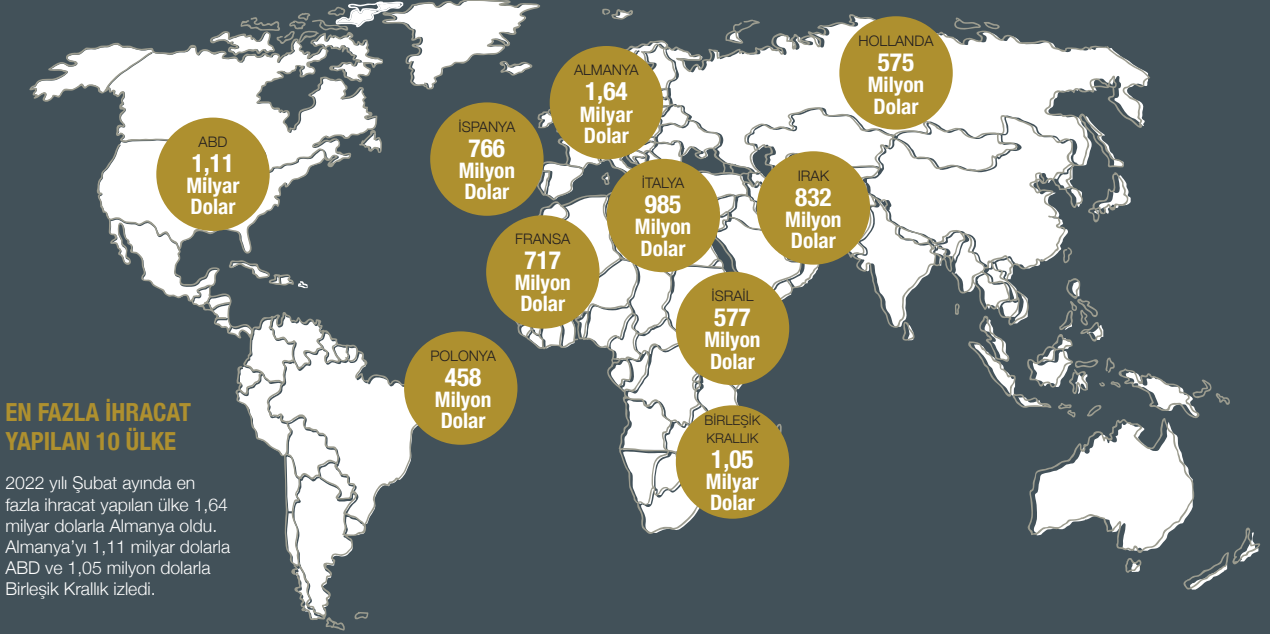 HOLLANDA
575
Milyon
Dolar
ALMANYA
1,64
Milyar
Dolar
İSPANYA
766
Milyon
Dolar
ABD
1,11
Milyar
Dolar
İTALYA
985
Milyon
Dolar
IRAK
832
Milyon
Dolar
FRANSA
717
Milyon
Dolar
İSRAİL
577
Milyon
Dolar
POLONYA
458
Milyon
Dolar
BİRLEŞİK
KRALLIK
1,05
Milyar
Dolar
EN FAZLA İHRACAT
YAPILAN 10 ÜLKE
2022 yılı Şubat ayında en
fazla ihracat yapılan ülke 1,64
milyar dolarla Almanya oldu.
Almanya’yı 1,11 milyar dolarla
ABD ve 1,05 milyon dolarla
Birleşik Krallık izledi.